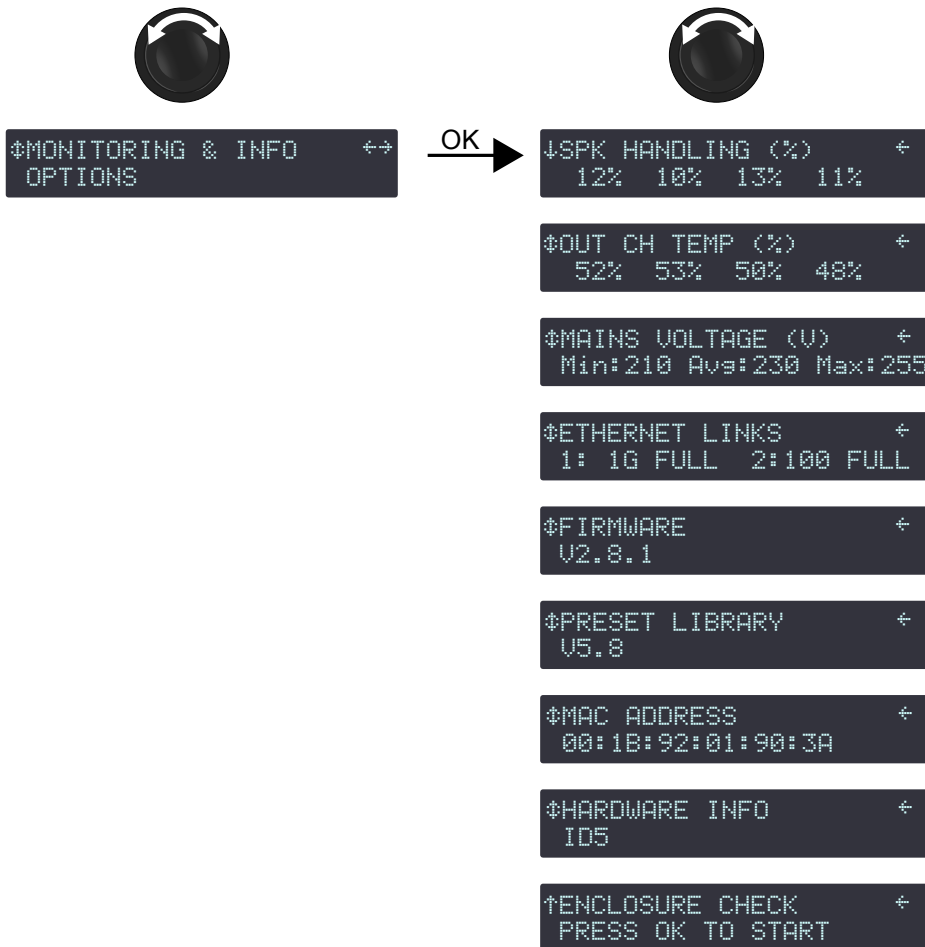 ↕MONITORING & INFO ←→
OPTIONS
OK
↓SPK HANDLING (%) ←
12% 10% 13% 11%
↕OUT CH TEMP (%) ←
52% 53% 50% 48%
↕MAINS VOLTAGE (V) ←
Min:210 Avg:230 Max:255
↕ETHERNET LINKS ←
1: 1G FULL 2:100 FULL
↕FIRMWARE ←
V2.8.1
↕PRESET LIBRARY ←
V5.8
↕MAC ADDRESS ←
00:1B:92:01:90:3A
↕HARDWARE INFO ←
ID5
↑ENCLOSURE CHECK ←
PRESS OK TO START